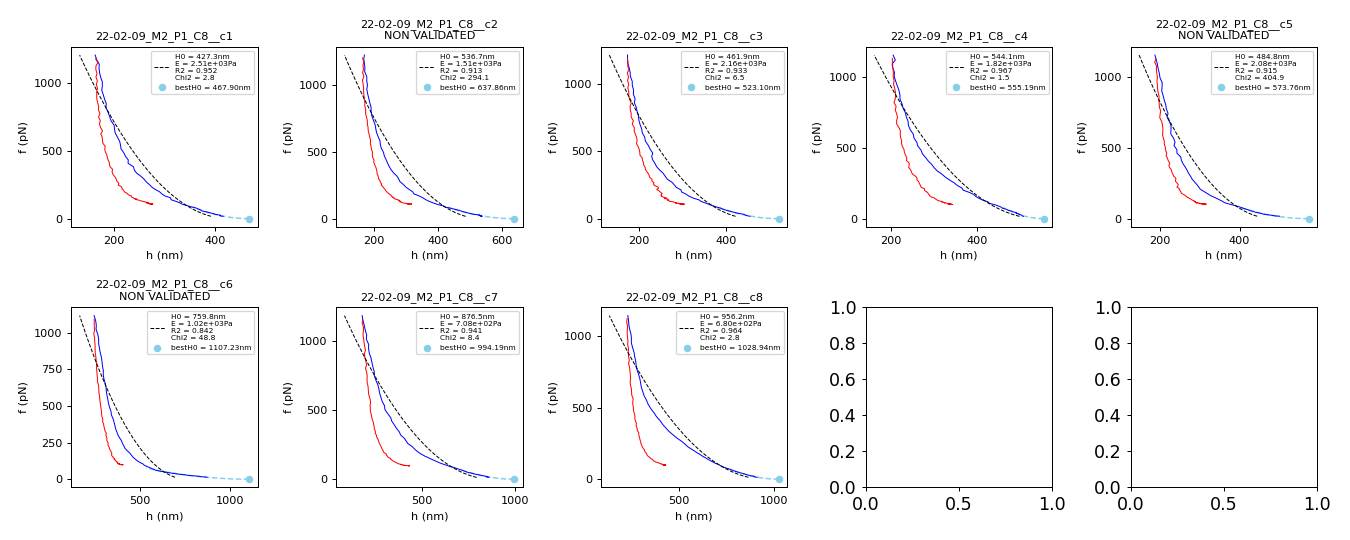 22-02-09_M2_P1_C8__c1
H0 = 427.3nm
E = 2.51e+03Pa
R2 = 0.952
Chi2 = 2.8
bestH0 = 467.90nm
1000
500
0
f (pN)
200
400
h (nm)
22-02-09_M2_P1_C8__c2
NON VALIDATED
H0 = 536.7nm
E = 1.51e+03Pa
R2 = 0.913
Chi2 = 294.1
bestH0 = 637.86nm
1000
500
0
f (pN)
200
400
600
h (nm)
22-02-09_M2_P1_C8__c3
H0 = 461.9nm
E = 2.16e+03Pa
R2 = 0.933
Chi2 = 6.5
bestH0 = 523.10nm
1000
500
0
f (pN)
200
400
h (nm)
22-02-09_M2_P1_C8__c4
H0 = 544.1nm
E = 1.82e+03Pa
R2 = 0.967
Chi2 = 1.5
bestH0 = 555.19nm
1000
500
0
f (pN)
200
400
h (nm)
22-02-09_M2_P1_C8__c5
NON VALIDATED
H0 = 484.8nm
E = 2.08e+03Pa
R2 = 0.915
Chi2 = 404.9
bestH0 = 573.76nm
1000
500
0
f (pN)
200
400
h (nm)
22-02-09_M2_P1_C8__c6
NON VALIDATED
H0 = 759.8nm
E = 1.02e+03Pa
R2 = 0.842
Chi2 = 48.8
bestH0 = 1107.23nm
1000
750
500
250
0
f (pN)
500
1000
h (nm)
22-02-09_M2_P1_C8__c7
H0 = 876.5nm
E = 7.08e+02Pa
R2 = 0.941
Chi2 = 8.4
bestH0 = 994.19nm
1000
500
0
f (pN)
500
1000
h (nm)
22-02-09_M2_P1_C8__c8
H0 = 956.2nm
E = 6.80e+02Pa
R2 = 0.964
Chi2 = 2.8
bestH0 = 1028.94nm
1000
500
0
f (pN)
500
1000
h (nm)
1.0
0.8
0.6
0.4
0.2
0.0
0.0
0.5
1.0
1.0
0.8
0.6
0.4
0.2
0.0
0.0
0.5
1.0